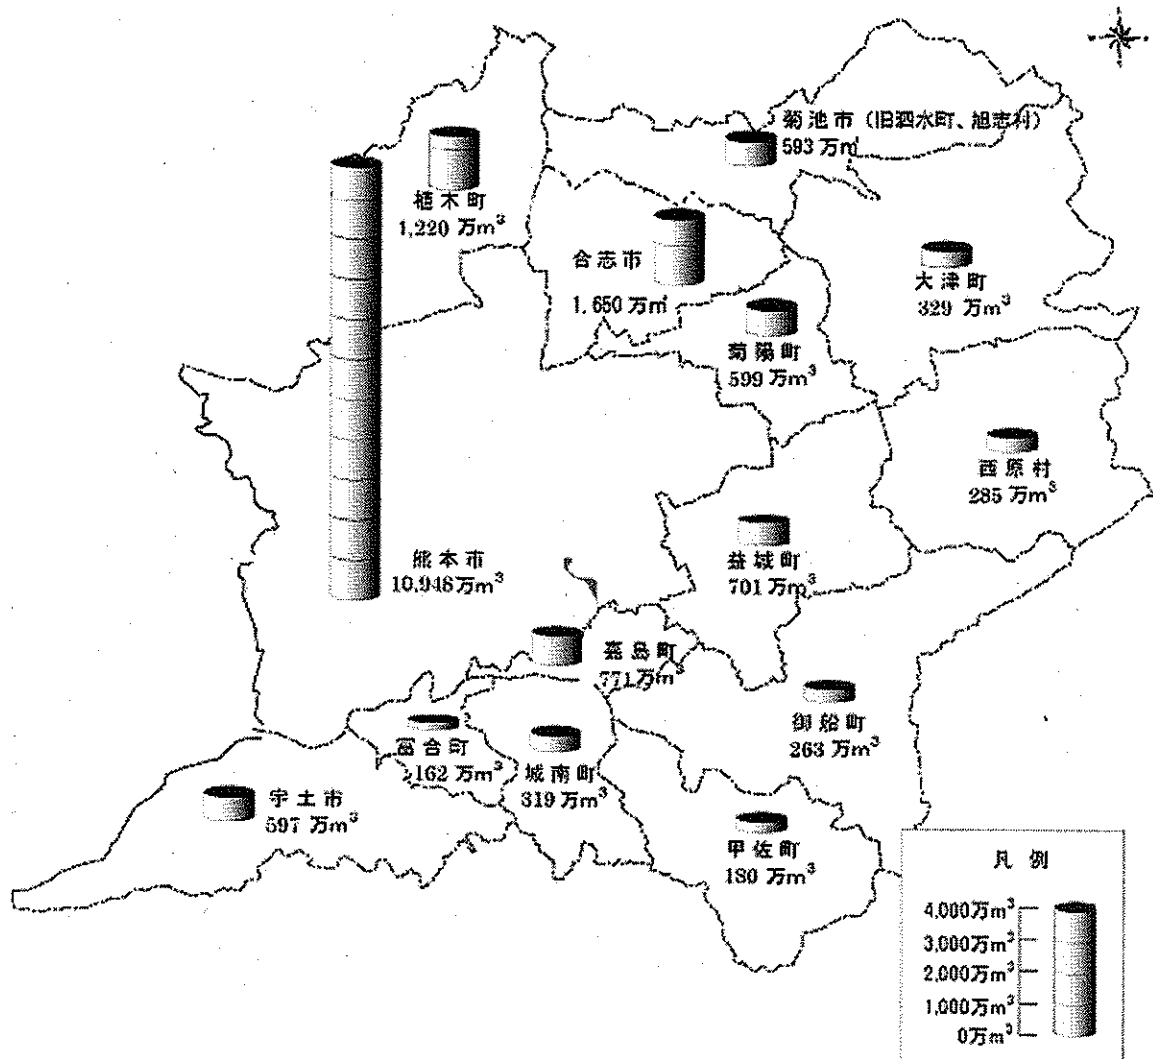 菊池市（旧泗水町、旭志村）
593 万㎥
植木町
1,220 万m³
合志市
1,650 万㎥
大津町
329 万m³
菊陽町
599 万m³
西原村
285 万m³
熊本市
10,946万m³
益城町
701 万m³
嘉島町
771万m³
御船町
263 万m³
富合町
162 万m³
城南町
319 万m³
宇土市
597 万m³
甲佐町
180 万m³
凡例
4,000万m³
3,000万m³
2,000万m³
1,000万m³
0万m³